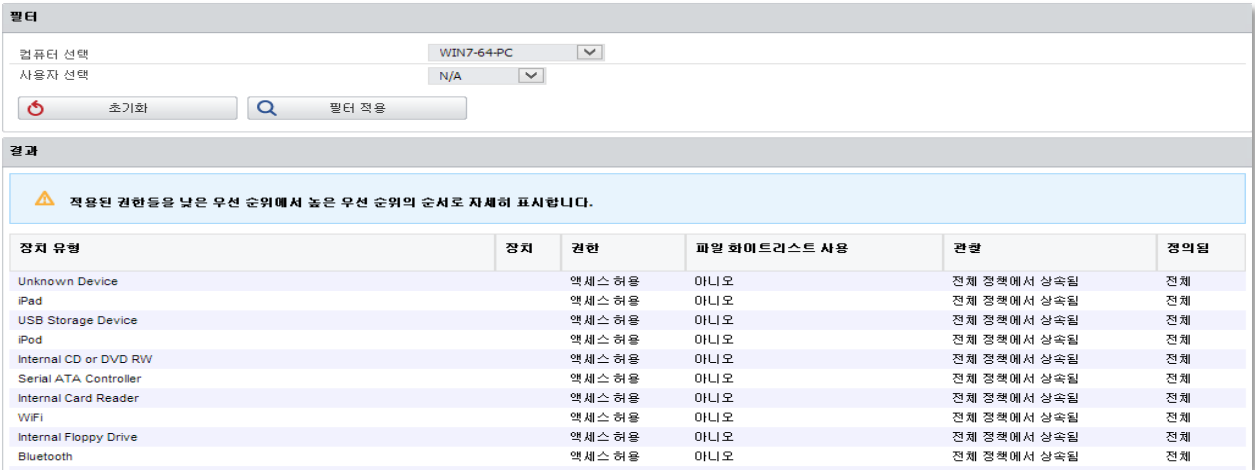 필터
컴퓨터 선택 WIN7-64-PC
사용자 선택 N/A
초기화 필터 적용
결과
적용된 권한들을 낮은 우선 순위에서 높은 우선 순위의 순서로 자세히 표시합니다.
장치 유형 장치 권한 파일 화이트리스트 사용 관찰 정의됨
Unknown Device 액세스 허용 아니오 전체 정책에서 상속됨 전체
iPad 액세스 허용 아니오 전체 정책에서 상속됨 전체
USB Storage Device 액세스 허용 아니오 전체 정책에서 상속됨 전체
iPod 액세스 허용 아니오 전체 정책에서 상속됨 전체
Internal CD or DVD RW 액세스 허용 아니오 전체 정책에서 상속됨 전체
Serial ATA Controller 액세스 허용 아니오 전체 정책에서 상속됨 전체
Internal Card Reader 액세스 허용 아니오 전체 정책에서 상속됨 전체
WiFi 액세스 허용 아니오 전체 정책에서 상속됨 전체
Internal Floppy Drive 액세스 허용 아니오 전체 정책에서 상속됨 전체
Bluetooth 액세스 허용 아니오 전체 정책에서 상속됨 전체